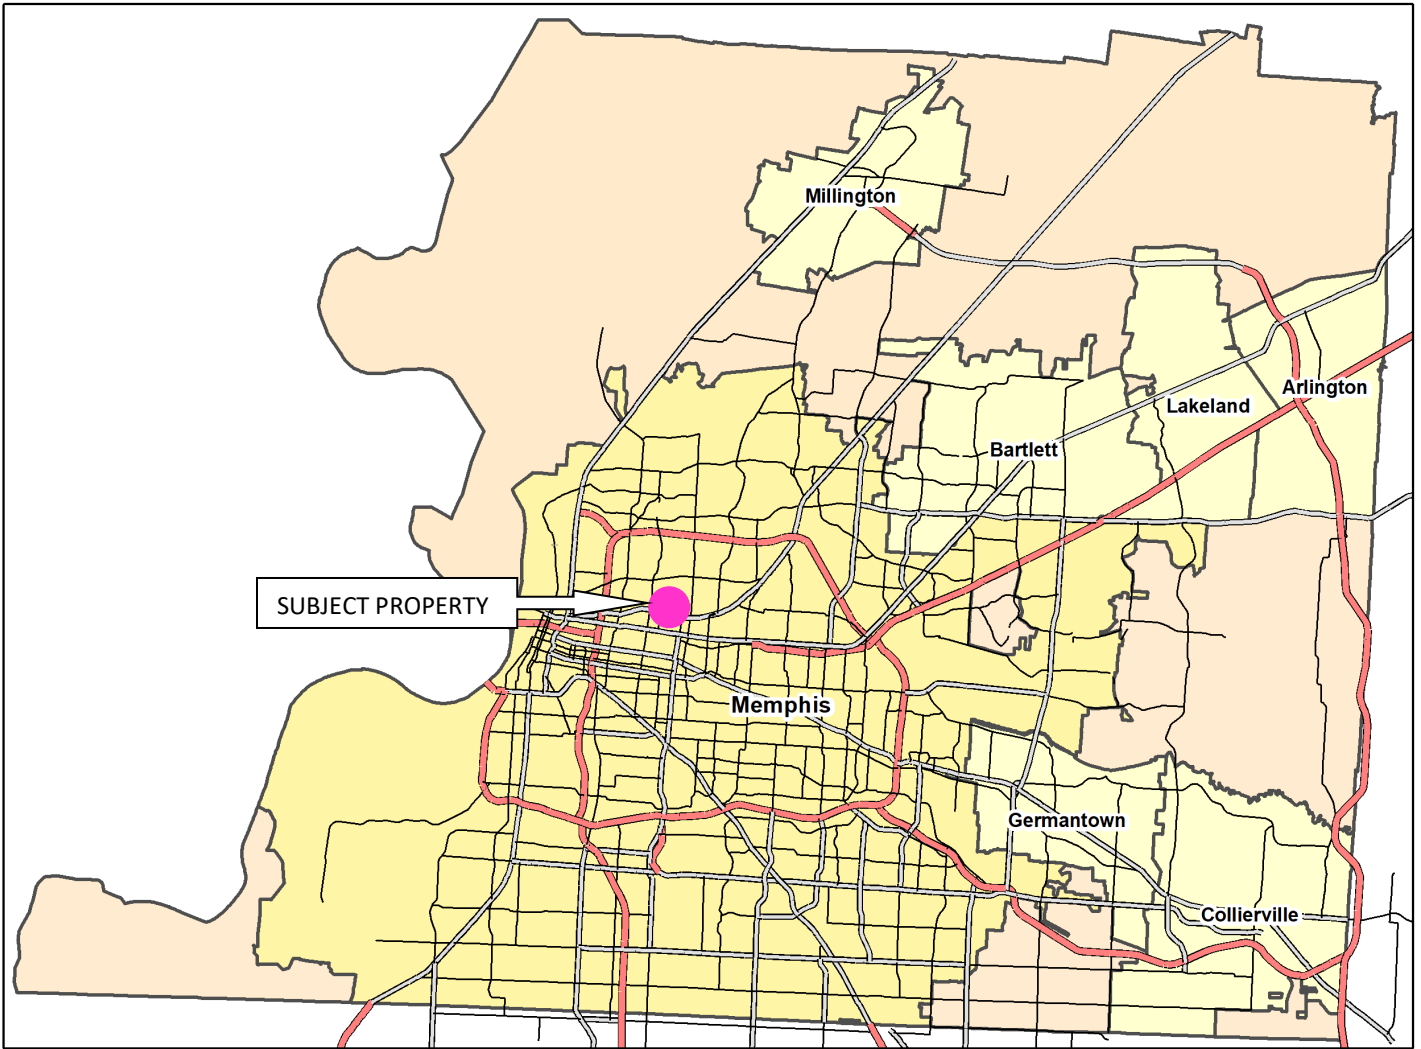 Millington
Arlington
Lakeland
Bartlett
SUBJECT PROPERTY
Memphis
Germantown
Collierville